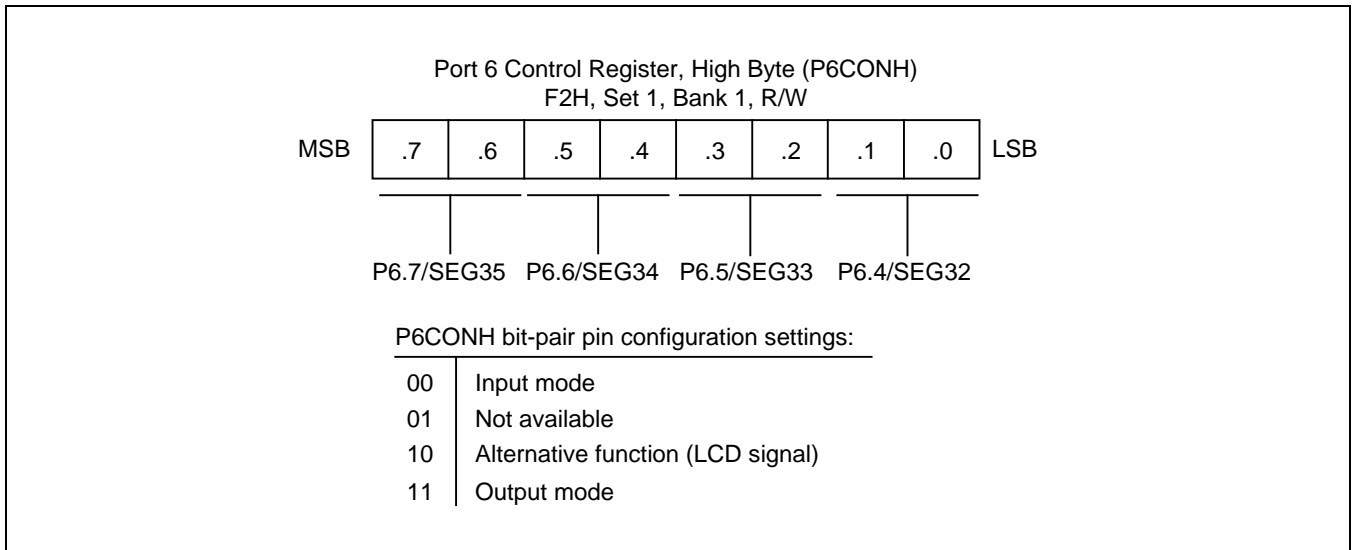 Port 6 Control Register, High Byte (P6CONH)
F2H, Set 1, Bank 1, R/W
MSB .7 .6 .5 .4 .3 .2 .1 .0 LSB
P6.7/SEG35 P6.6/SEG34 P6.5/SEG33 P6.4/SEG32
P6CONH bit-pair pin configuration settings:
00 Input mode
01 Not available
10 Alternative function (LCD signal)
11 Output mode